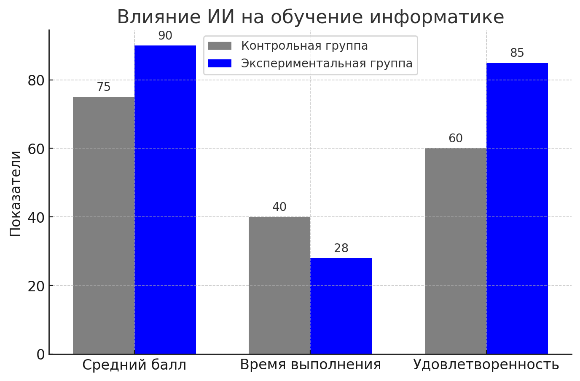 Влияние ИИ на обучение информатике
90
Контрольная группа
Экспериментальная группа
85
80
75
60
60
40
40
28
20
0
Показатели
Средний балл
Время выполнения
Удовлетворенность